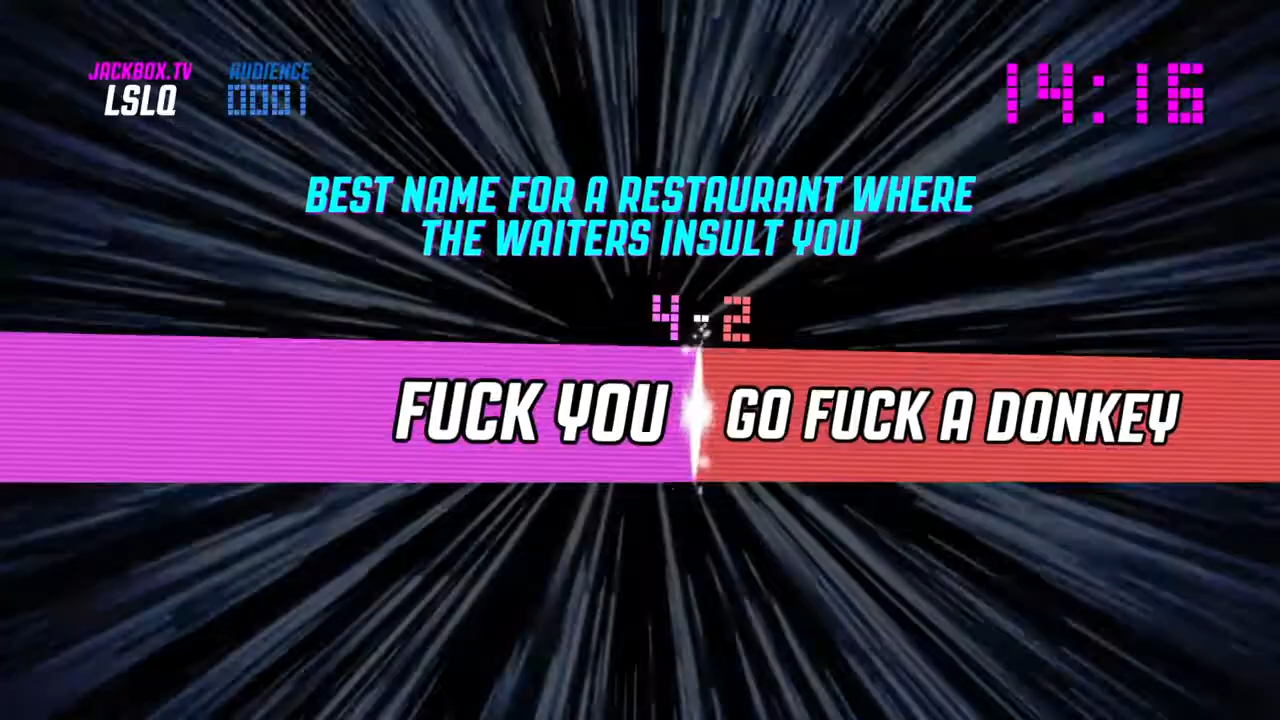 JACKBOX.TV
LSLQ
AUDIENCE
0001
14:16
BEST NAME FOR A RESTAURANT WHERE
THE WAITERS INSULT YOU
4-2
FUCK YOU
GO FUCK A DONKEY